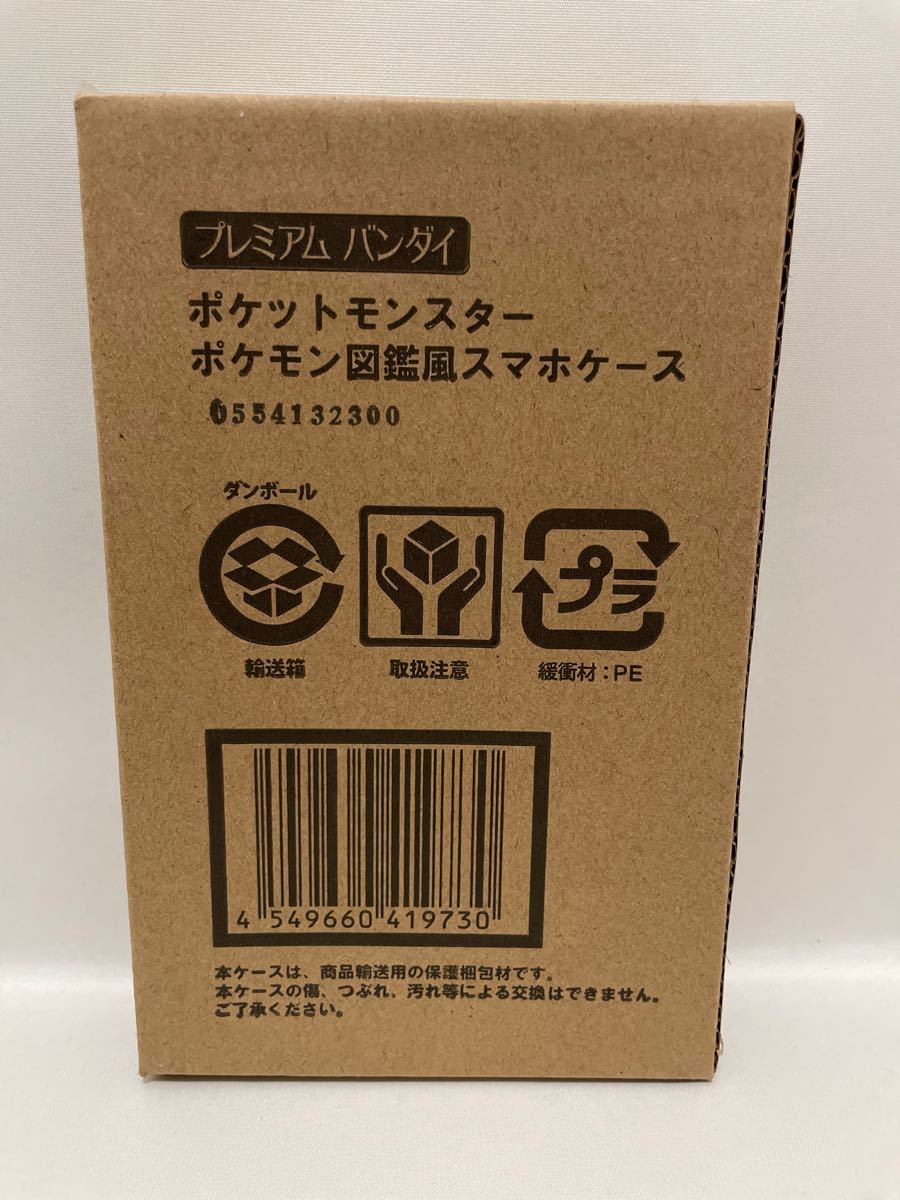 プレミアム バンダイ
ポケットモンスター
ポケモン図鑑風スマホケース
6554132300
ダンボール
輸送箱
取扱注意
プラ
緩衝材：PE
4 549660 419730
本ケースは、商品輸送用の保護梱包材です。
本ケースの傷、つぶれ、汚れ等による交換はできません。
ご了承ください。